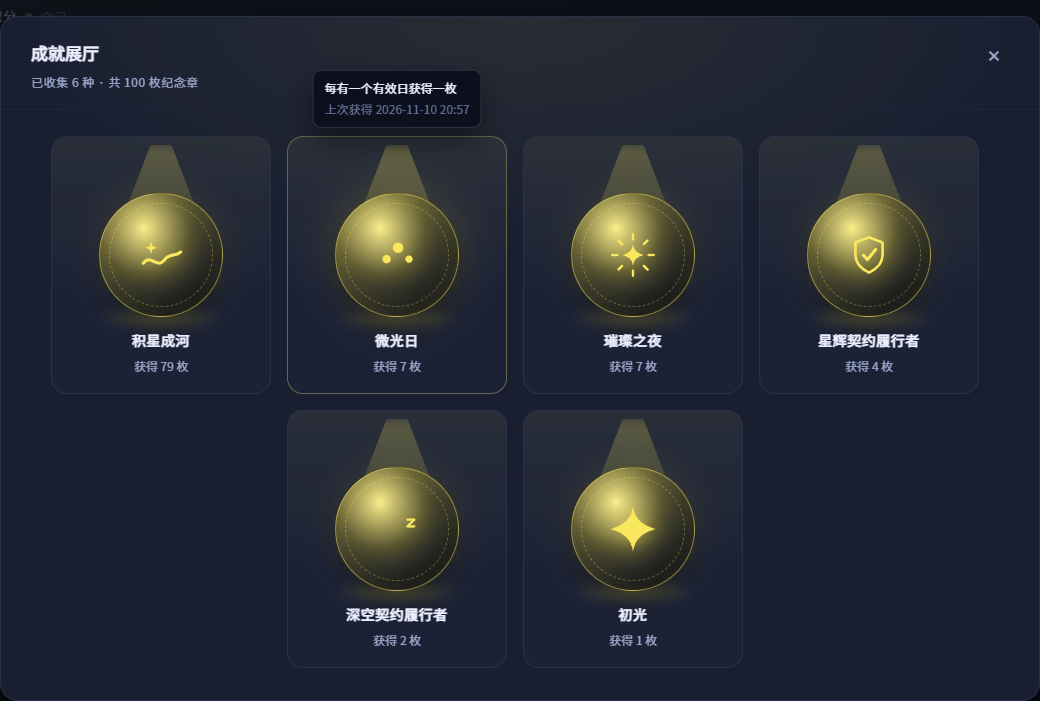 成就展厅
已收集 6 种 · 共 100 枚纪念章
每有一个有效日获得一枚
上次获得 2026-11-10 20:57
积星成河
获得 79 枚
微光日
获得 7 枚
璀璨之夜
获得 7 枚
星辉契约履行者
获得 4 枚
z
深空契约履行者
获得 2 枚
初光
获得 1 枚